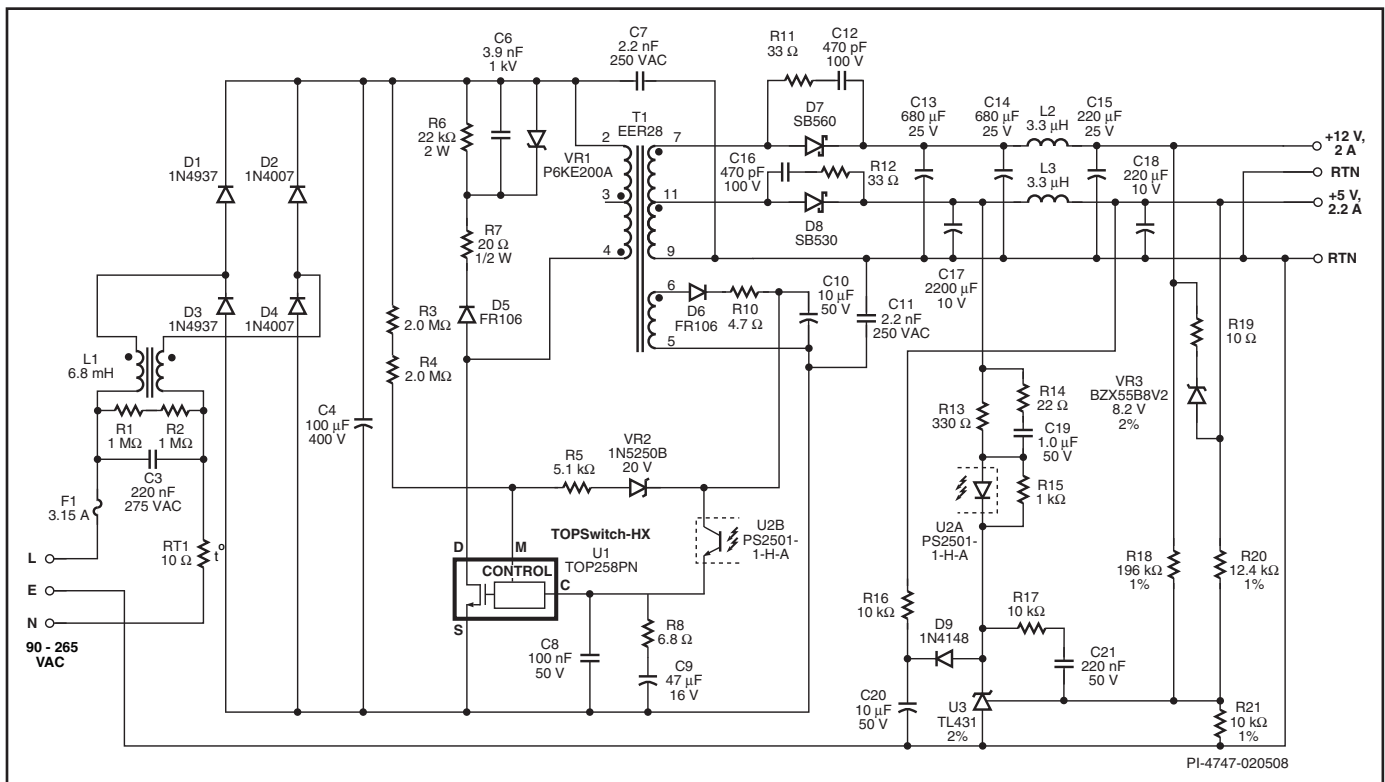 C6
3.9 nF
1 kV
C7
2.2 nF
250 VAC
R11
33 Ω
C12
470 pF
100 V
D7
SB560
C13
680 µF
25 V
C14
680 µF
25 V
L2
3.3 µH
C15
220 µF
25 V
+12 V,
2 A
RTN
+5 V,
2.2 A
RTN
R6
22 kΩ
2 W
VR1
P6KE200A
T1
EER28
2
3
4
7
11
9
6
5
C16
470 pF
100 V
R12
33 Ω
D8
SB530
L3
3.3 µH
C18
220 µF
10 V
D1
1N4937
D2
1N4007
D3
1N4937
D4
1N4007
R7
20 Ω
1/2 W
D5
FR106
R3
2.0 MΩ
R4
2.0 MΩ
D6
FR106
R10
4.7 Ω
C10
10 µF
50 V
C11
2.2 nF
250 VAC
C17
2200 µF
10 V
R19
10 Ω
VR3
BZX55B8V2
8.2 V
2%
L1
6.8 mH
R1
1 MΩ
R2
1 MΩ
C3
220 nF
275 VAC
C4
100 µF
400 V
F1
3.15 A
RT1
10 Ω
t°
L
E
N
90 - 265
VAC
R5
5.1 kΩ
VR2
1N5250B
20 V
R13
330 Ω
R14
22 Ω
C19
1.0 µF
50 V
R15
1 kΩ
U2A
PS2501-
1-H-A
U2B
PS2501-
1-H-A
TOPSwitch-HX
U1
TOP258PN
D
M
CONTROL
C
S
C8
100 nF
50 V
R8
6.8 Ω
C9
47 µF
16 V
R16
10 kΩ
D9
1N4148
R17
10 kΩ
C21
220 nF
50 V
R18
196 kΩ
1%
R20
12.4 kΩ
1%
C20
10 µF
50 V
U3
TL431
2%
R21
10 kΩ
1%
PI-4747-020508